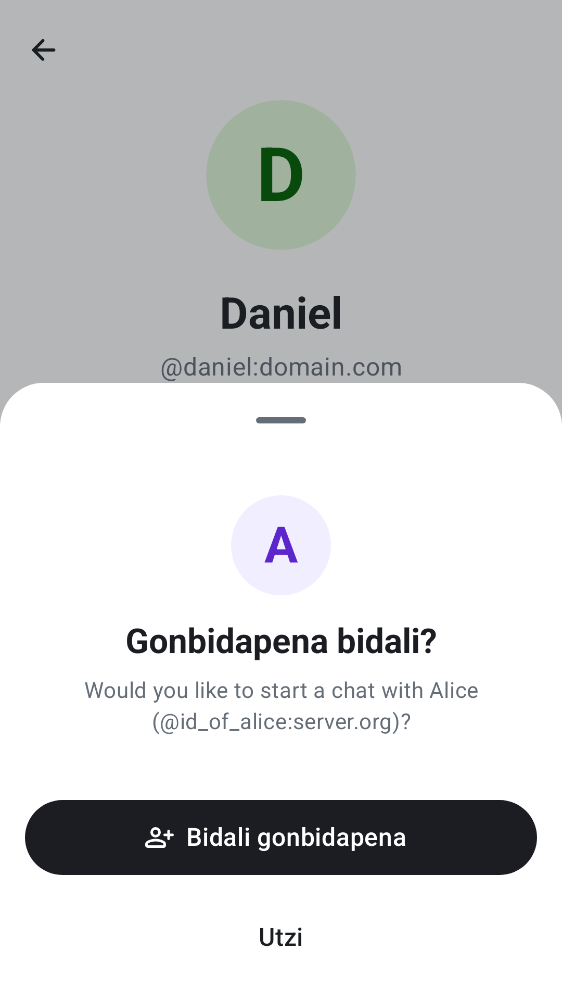 D
Daniel
@daniel:domain.com
A
Gonbidapena bidali?
Would you like to start a chat with Alice
(@id_of_alice:server.org)?
Bidali gonbidapena
Utzi